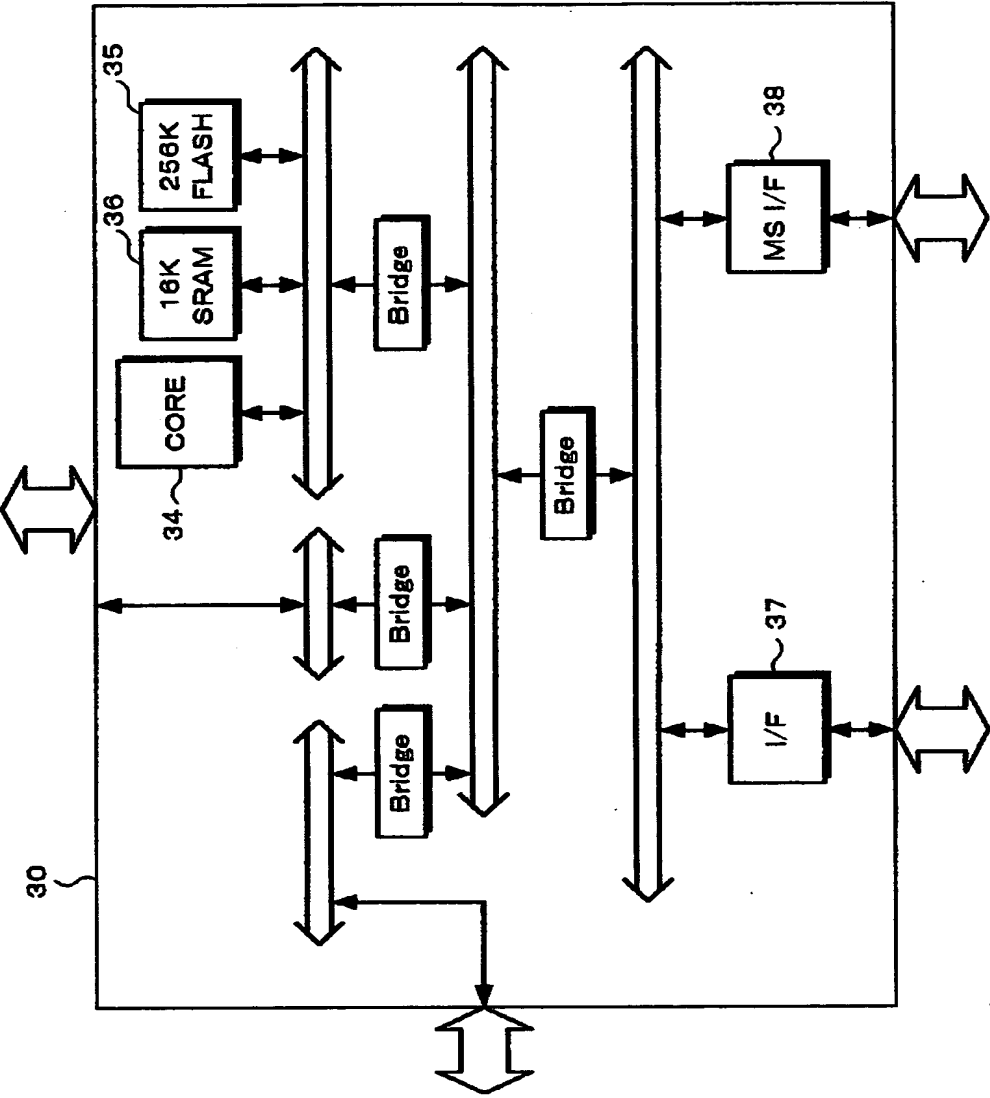 30
34
CORE
36
16K
SRAM
35
256K
FLASH
Bridge
Bridge
Bridge
Bridge
37
I/F
38
MS I/F